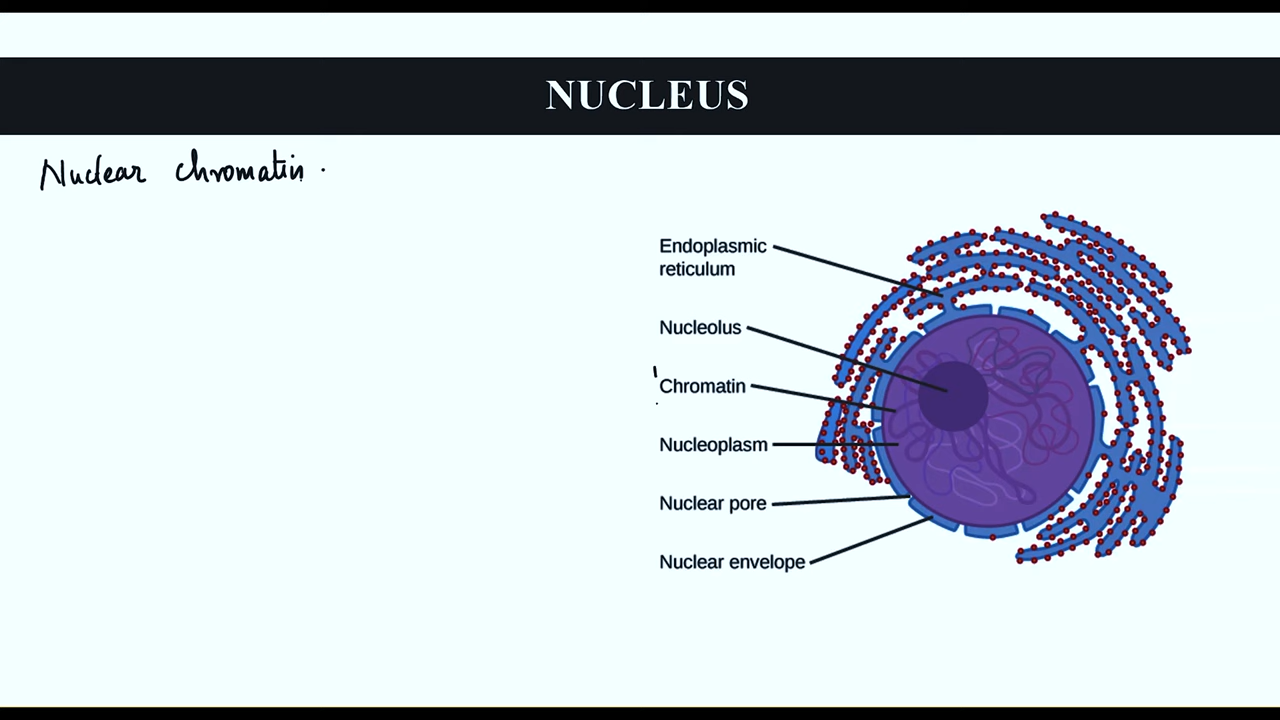 NUCLEUS
Nuclear chromatin .
Endoplasmic
reticulum
Nucleolus
Chromatin
Nucleoplasm
Nuclear pore
Nuclear envelope